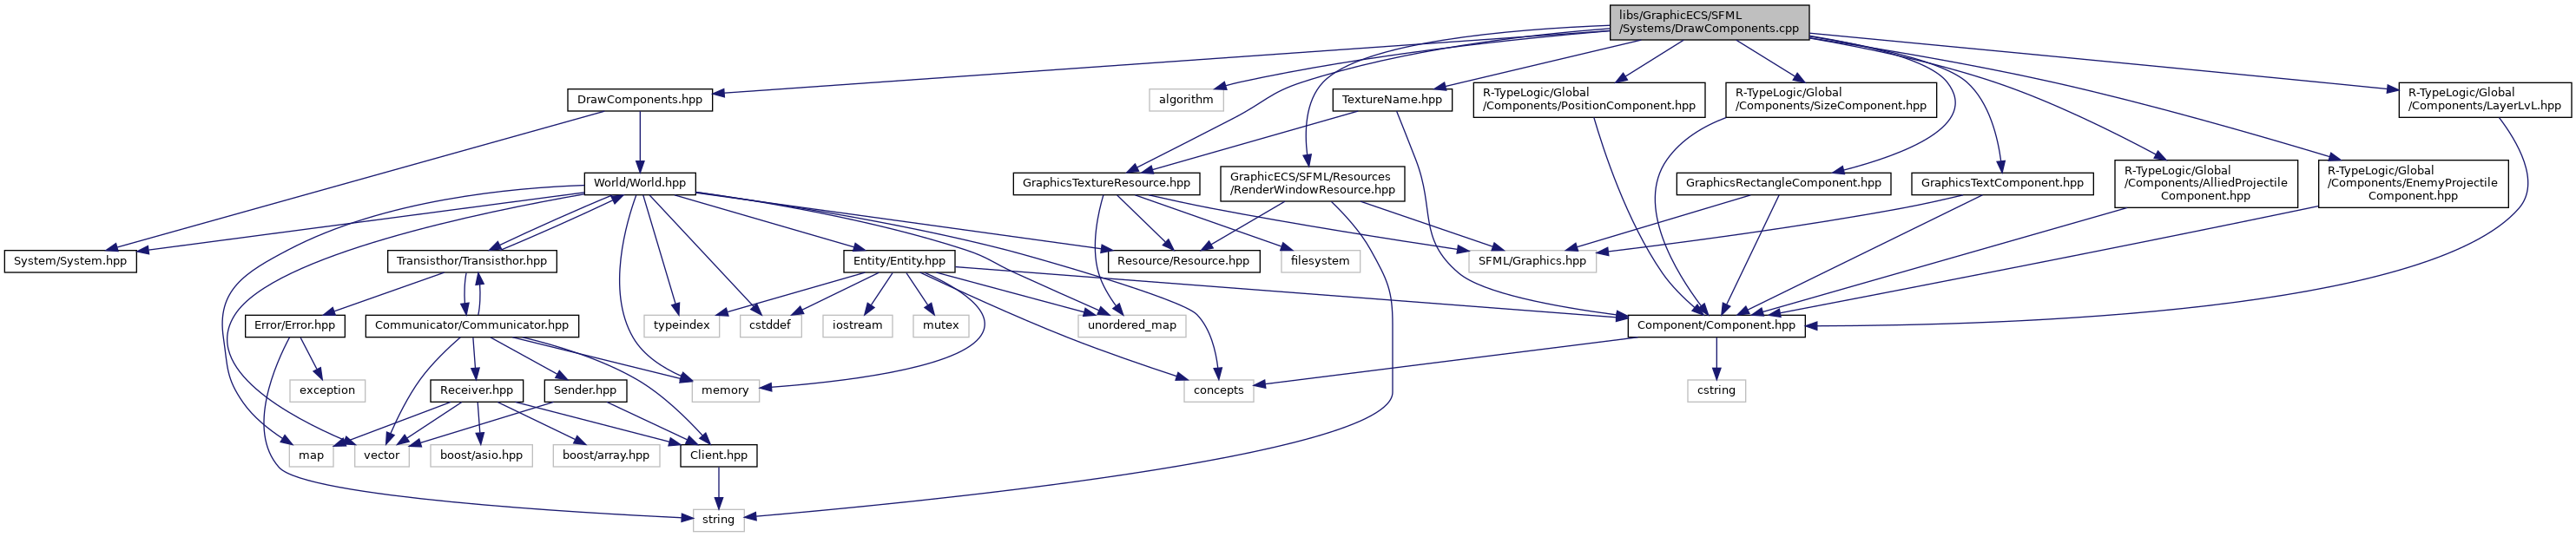 libs/GraphicECS/SFML
/Systems/DrawComponents.cpp
DrawComponents.hpp
algorithm
TextureName.hpp
R-TypeLogic/Global
/Components/PositionComponent.hpp
R-TypeLogic/Global
/Components/SizeComponent.hpp
R-TypeLogic/Global
/Components/LayerLvL.hpp
World/World.hpp
GraphicsTextureResource.hpp
GraphicECS/SFML/Resources
/RenderWindowResource.hpp
GraphicsRectangleComponent.hpp
GraphicsTextComponent.hpp
R-TypeLogic/Global
/Components/AlliedProjectile
Component.hpp
R-TypeLogic/Global
/Components/EnemyProjectile
Component.hpp
System/System.hpp
Transisthor/Transisthor.hpp
Entity/Entity.hpp
Resource/Resource.hpp
filesystem
SFML/Graphics.hpp
Error/Error.hpp
Communicator/Communicator.hpp
typeindex
cstddef
iostream
mutex
unordered_map
Component/Component.hpp
exception
Receiver.hpp
Sender.hpp
memory
concepts
cstring
map
vector
boost/asio.hpp
boost/array.hpp
Client.hpp
string